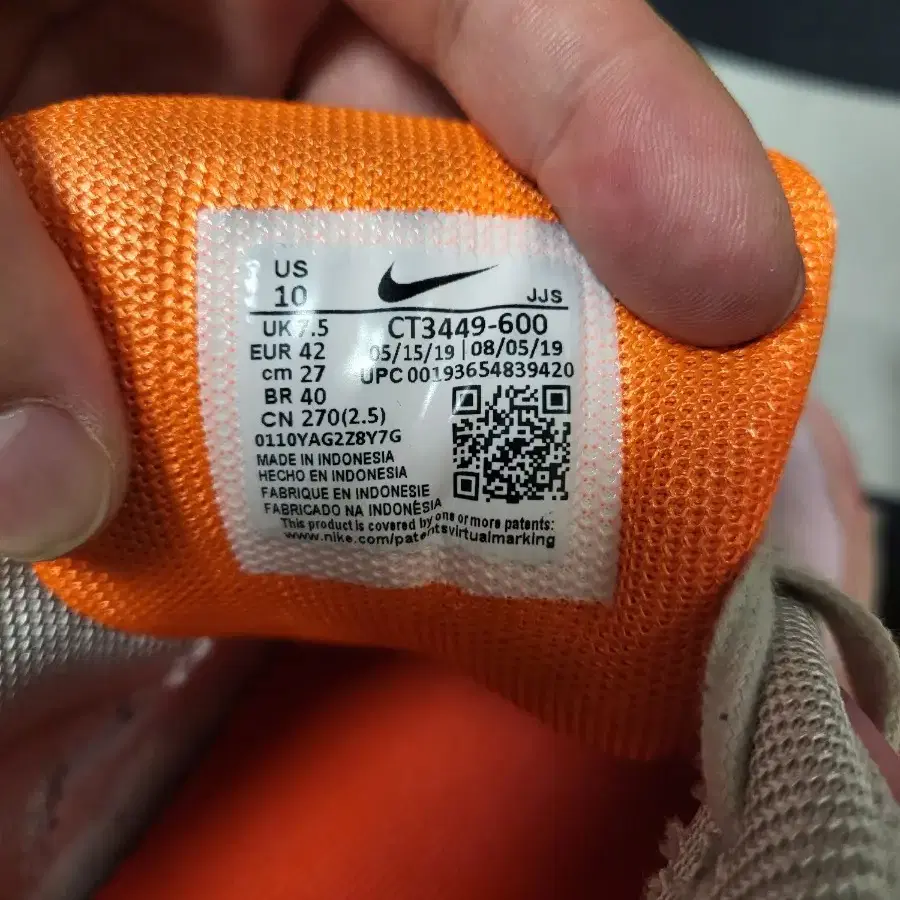 US
10
JJS
UK 7.5
EUR 42
cm 27
BR 40
CN 270(2.5)
CT3449-600
05/15/19 | 08/05/19
UPC 00193654839420
0110YAG2Z8Y7G
MADE IN INDONESIA
HECHO EN INDONESIA
FABRIQUE EN INDONESIE
FABRICADO NA INDONÉSIA
This product is covered by one or more patents:
www.nike.com/patentsvirtualmarking